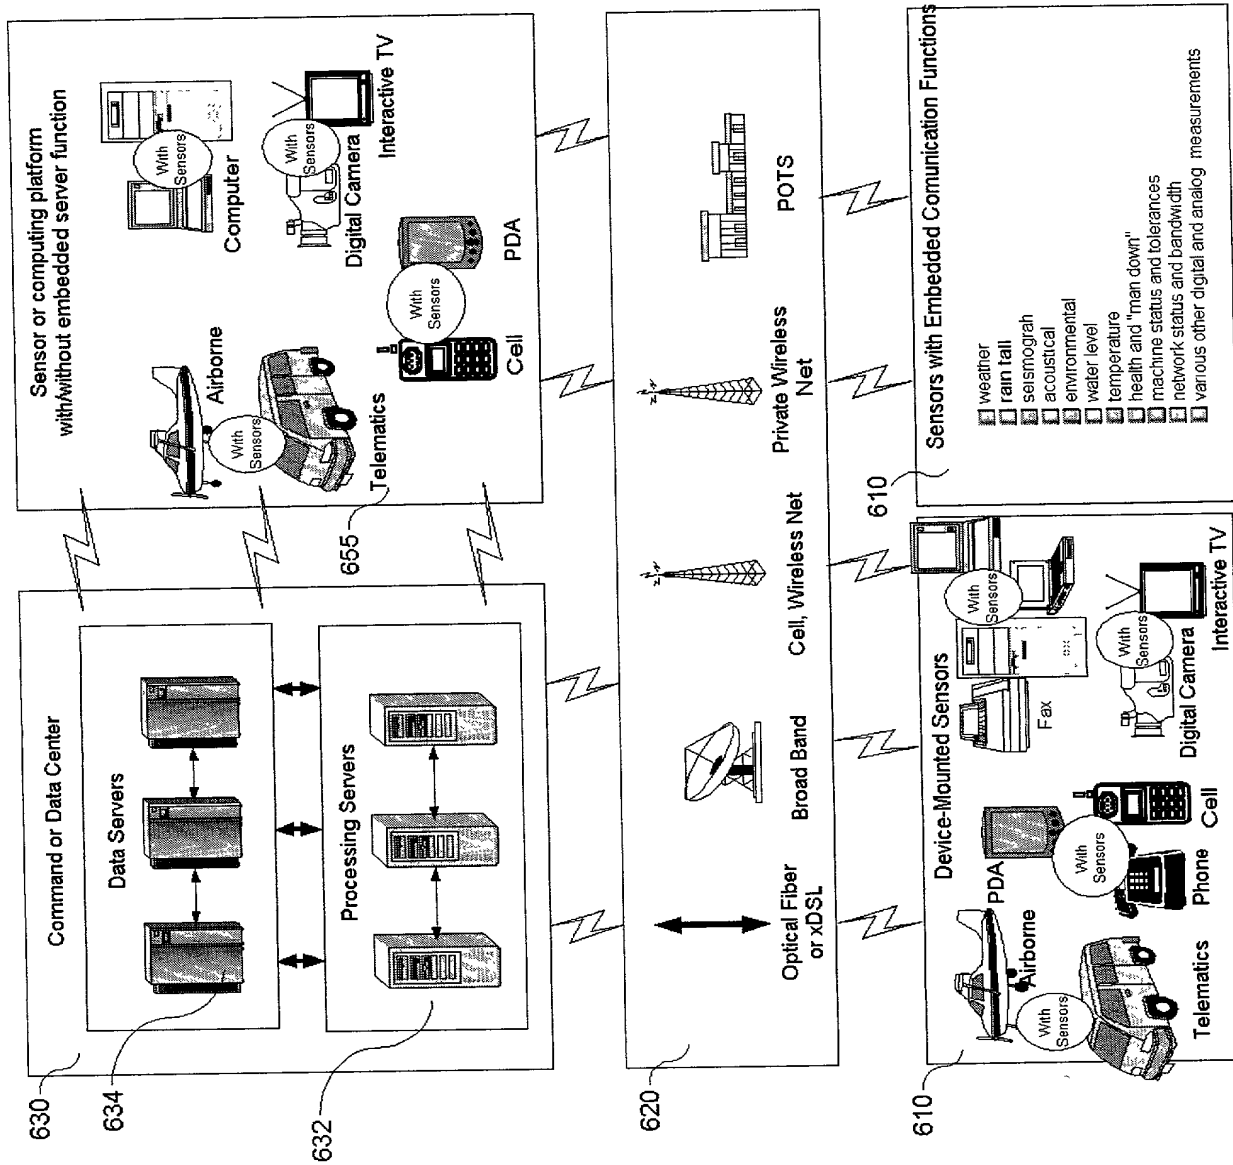 630
634
632
Command or Data Center
Data Servers
Processing Servers
655
Sensor or computing platform
with/without embedded server function
Airborne
With
Sensors
Telematics
With
Sensors
Computer
With
Sensors
Digital Camera
Interactive TV
With
Sensors
Cell
PDA
620
Optical Fiber
or xDSL
Broad Band
Cell, Wireless Net
Private Wireless
Net
POTS
610
Device-Mounted Sensors
Airborne
With
Sensors
Telematics
PDA
With
Sensors
Phone
Cell
Fax
With
Sensors
With
Sensors
Digital Camera
Interactive TV
610
Sensors with Embedded Comunication Functions
weather
rain fall
seismograh
acoustical
environmental
water level
temperature
health and "man down"
machine status and tolerances
network status and bandwidth
various other digital and analog measurements